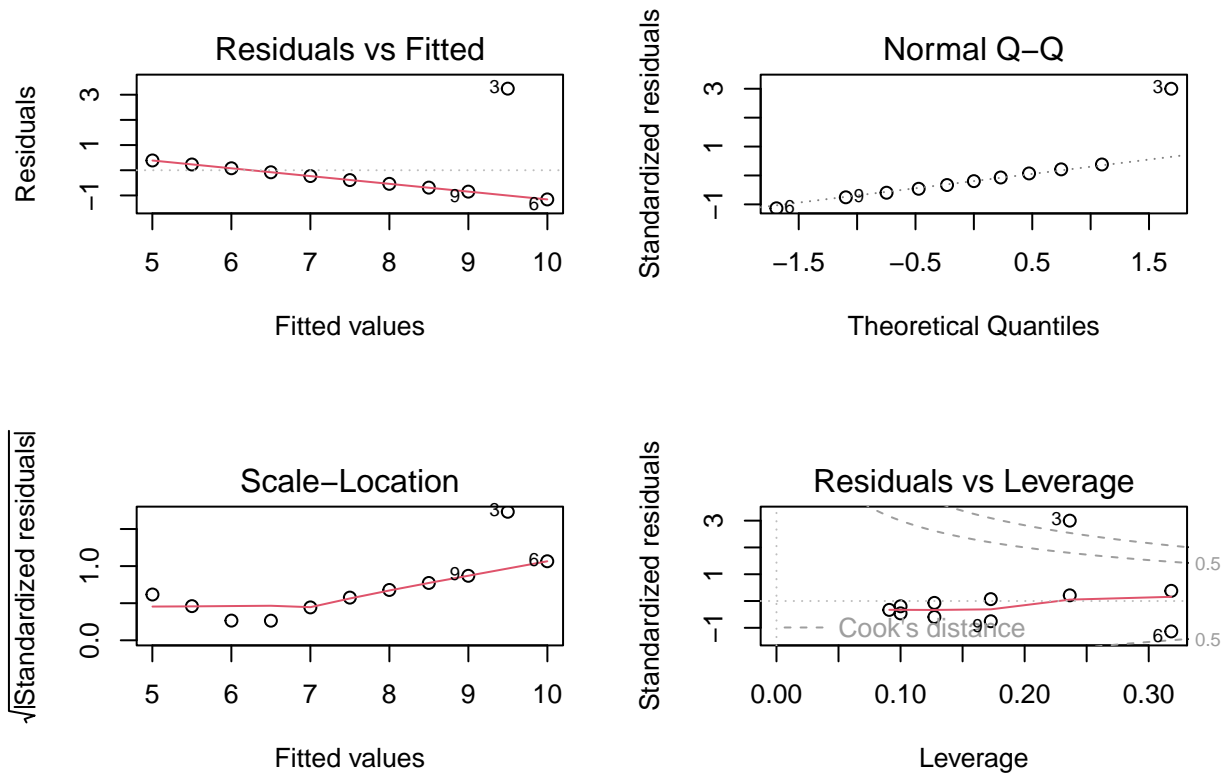 Residuals vs Fitted
Residuals
3
1
−1
3
9
6
5 6 7 8 9 10
Fitted values
Normal Q−Q
Standardized residuals
3
1
−1
3
6
9
−1.5 −0.5 0.5 1.5
Theoretical Quantiles
Scale−Location
√|Standardized residuals|
1.0
0.0
3
9
6
5 6 7 8 9 10
Fitted values
Residuals vs Leverage
Standardized residuals
3
1
−1
3
9
6
0.5
0.5
Cook's distance
0.00 0.10 0.20 0.30
Leverage